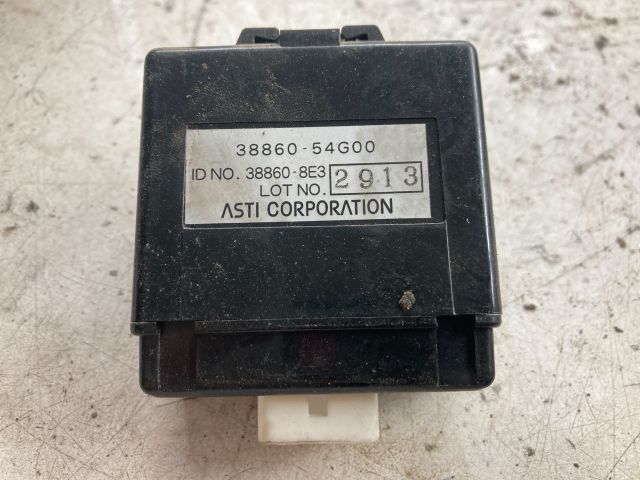 38860-54G00
ID NO. 38860-8E3
LOT NO. 2913
ASTI CORPORATION